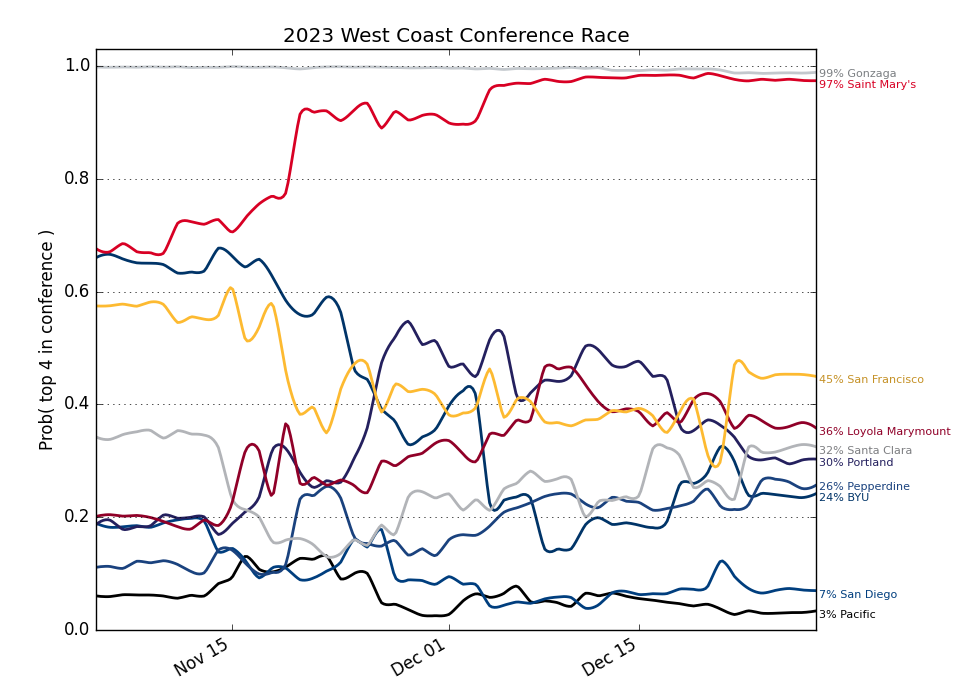 2023 West Coast Conference Race
Prob( top 4 in conference )
1.0
0.8
0.6
0.4
0.2
0.0
Nov 15
Dec 01
Dec 15
99% Gonzaga
97% Saint Mary's
45% San Francisco
36% Loyola Marymount
32% Santa Clara
30% Portland
26% Pepperdine
24% BYU
7% San Diego
3% Pacific